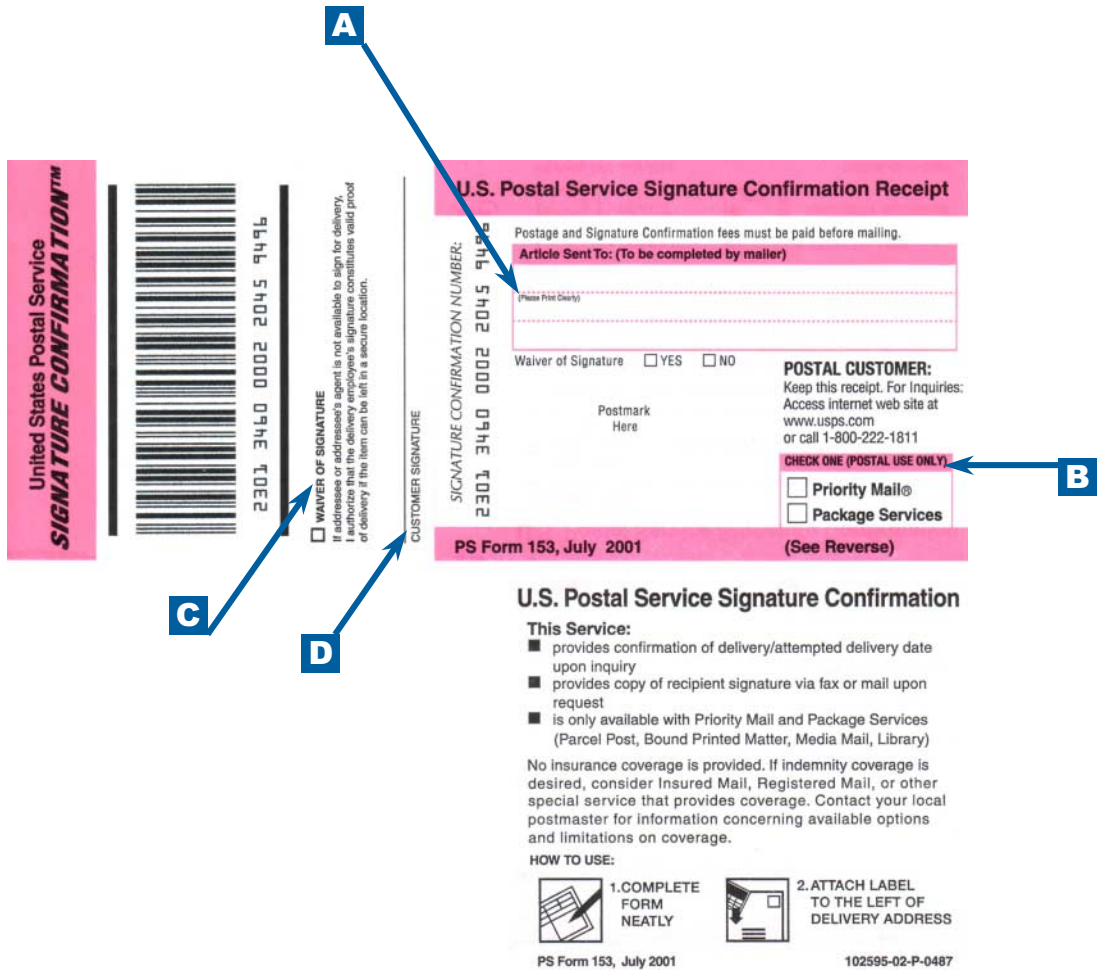 A
United States Postal Service
SIGNATURE CONFIRMATION™
2301 3460 0002 5402 9496
WAIVER OF SIGNATURE
If addressee or addressee's agent is not available to sign for delivery,
I authorize that the delivery employee's signature constitutes valid proof
of delivery if the item can be left in a secure location.
CUSTOMER SIGNATURE
C
D
U.S. Postal Service Signature Confirmation Receipt
SIGNATURE CONFIRMATION NUMBER:
Postage and Signature Confirmation fees must be paid before mailing.
Article Sent To: (To be completed by mailer)
(Please Print Clearly)
Waiver of Signature YES NO
Postmark
Here
POSTAL CUSTOMER:
Keep this receipt. For Inquiries:
Access internet web site at
www.usps.com
or call 1-800-222-1811
CHECK ONE (POSTAL USE ONLY)
B
Priority Mail®
Package Services
PS Form 153, July 2001 (See Reverse)
U.S. Postal Service Signature Confirmation
This Service:
provides confirmation of delivery/attempted delivery date
upon inquiry
provides copy of recipient signature via fax or mail upon
request
is only available with Priority Mail and Package Services
(Parcel Post, Bound Printed Matter, Media Mail, Library)
No insurance coverage is provided. If indemnity coverage is
desired, consider Insured Mail, Registered Mail, or other
special service that provides coverage. Contact your local
postmaster for information concerning available options
and limitations on coverage.
HOW TO USE:
1. COMPLETE
FORM
NEATLY
2. ATTACH LABEL
TO THE LEFT OF
DELIVERY ADDRESS
PS Form 153, July 2001 102595-02-P-0487